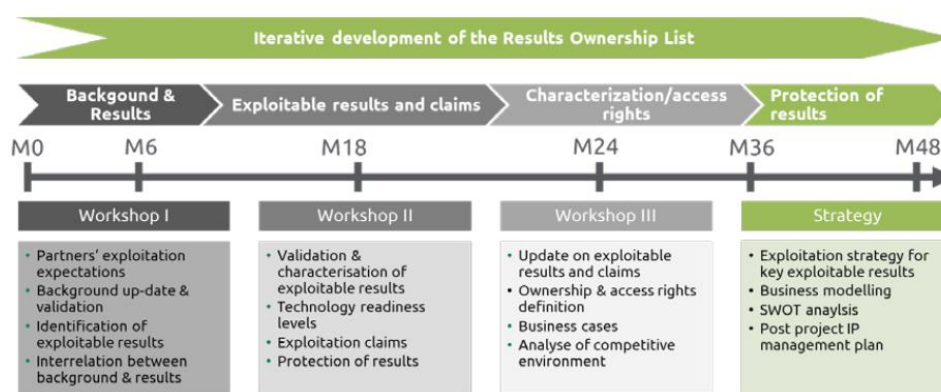 Iterative development of the Results Ownership List
Backgound &
Results
Exploitable results and claims
Characterization/access
rights
Protection of
results
M0
M6
M18
M24
M36
M48
Workshop I
• Partners' exploitation
expectations
• Background up-date &
validation
• Identification of
exploitable results
• Interrelation between
background & results
Workshop II
• Validation &
characterisation of
exploitable results
• Technology readiness
levels
• Exploitation claims
• Protection of results
Workshop III
• Update on exploitable
results and claims
• Ownership & access rights
definition
• Business cases
• Analyse of competitive
environment
Strategy
• Exploitation strategy for
key exploitable results
• Business modelling
• SWOT anaylsis
• Post project IP
management plan